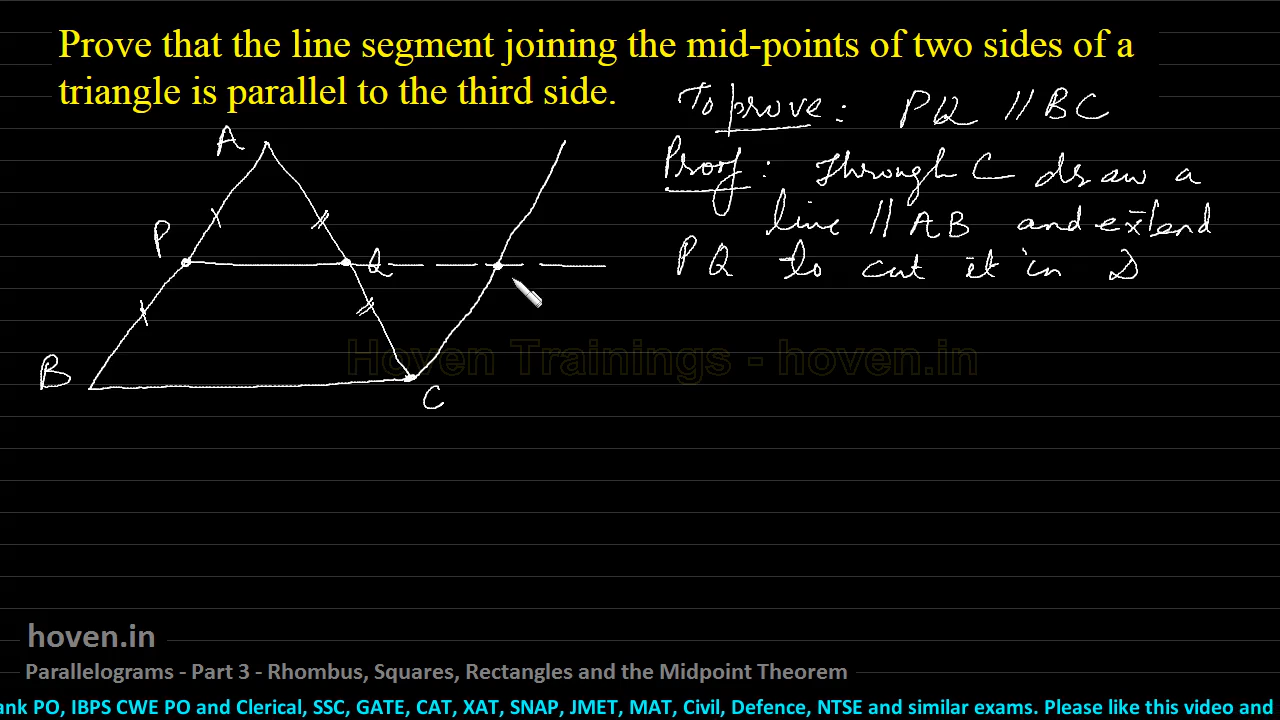 Prove that the line segment joining the mid-points of two sides of a
triangle is parallel to the third side.
To prove : PQ // BC
Proof : Through C draw a
line // AB and extend
PQ to cut it in D
A
P
Q
B
C
Hoven Trainings - hoven.in
hoven.in
Parallelograms - Part 3 - Rhombus, Squares, Rectangles and the Midpoint Theorem
ank PO, IBPS CWE PO and Clerical, SSC, GATE, CAT, XAT, SNAP, JMET, MAT, Civil, Defence, NTSE and similar exams. Please like this video and